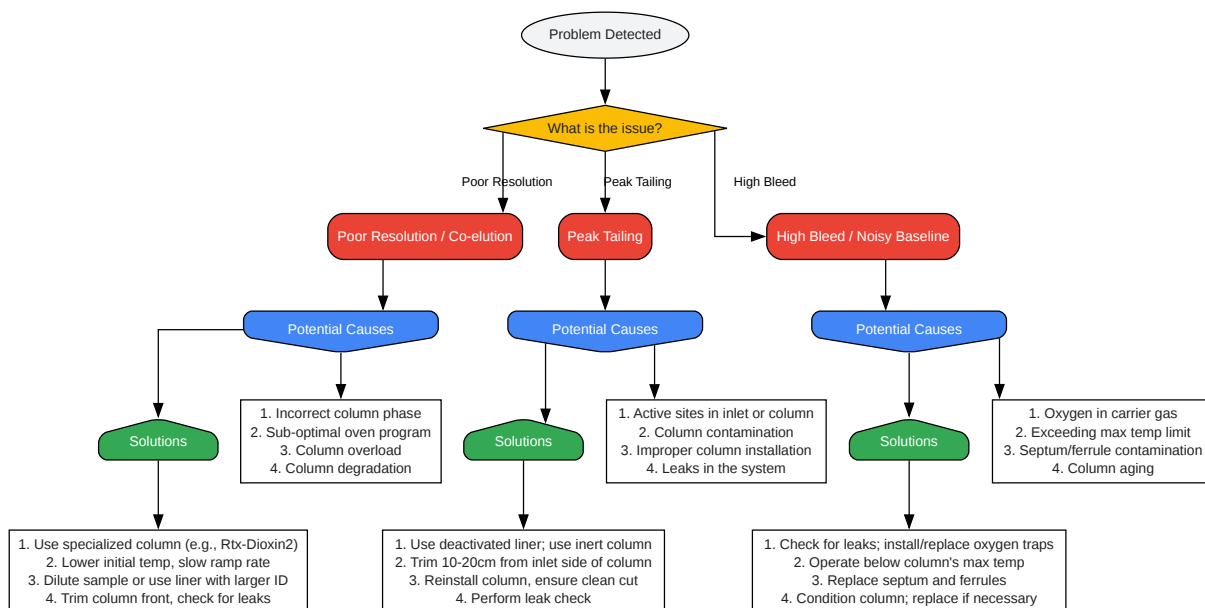 Problem Detected
What is the issue?
Poor Resolution
Peak Tailing
High Bleed
Poor Resolution / Co-elution
Peak Tailing
High Bleed / Noisy Baseline
Potential Causes
Potential Causes
Potential Causes
Solutions
1. Incorrect column phase
2. Sub-optimal oven program
3. Column overload
4. Column degradation
Solutions
1. Active sites in inlet or column
2. Column contamination
3. Improper column installation
4. Leaks in the system
Solutions
1. Oxygen in carrier gas
2. Exceeding max temp limit
3. Septum/ferrule contamination
4. Column aging
1. Use specialized column (e.g., Rtx-Dioxin2)
2. Lower initial temp, slow ramp rate
3. Dilute sample or use liner with larger ID
4. Trim column front, check for leaks
1. Use deactivated liner; use inert column
2. Trim 10-20cm from inlet side of column
3. Reinstall column, ensure clean cut
4. Perform leak check
1. Check for leaks; install/replace oxygen traps
2. Operate below column's max temp
3. Replace septum and ferrules
4. Condition column; replace if necessary